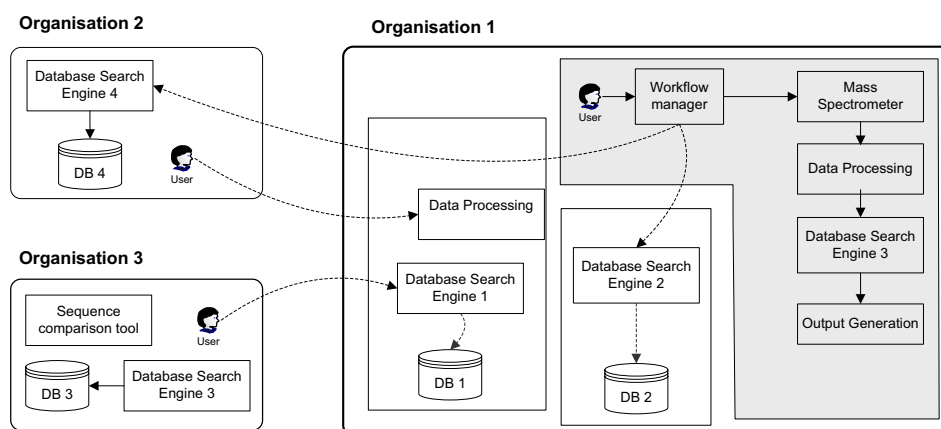 Organisation 2
Database Search
Engine 4
DB 4
User
Organisation 3
Sequence
comparison tool
User
DB 3
Database Search
Engine 3
Organisation 1
Data Processing
Database Search
Engine 1
DB 1
User
Workflow
manager
Database Search
Engine 2
DB 2
Mass
Spectrometer
Data Processing
Database Search
Engine 3
Output Generation